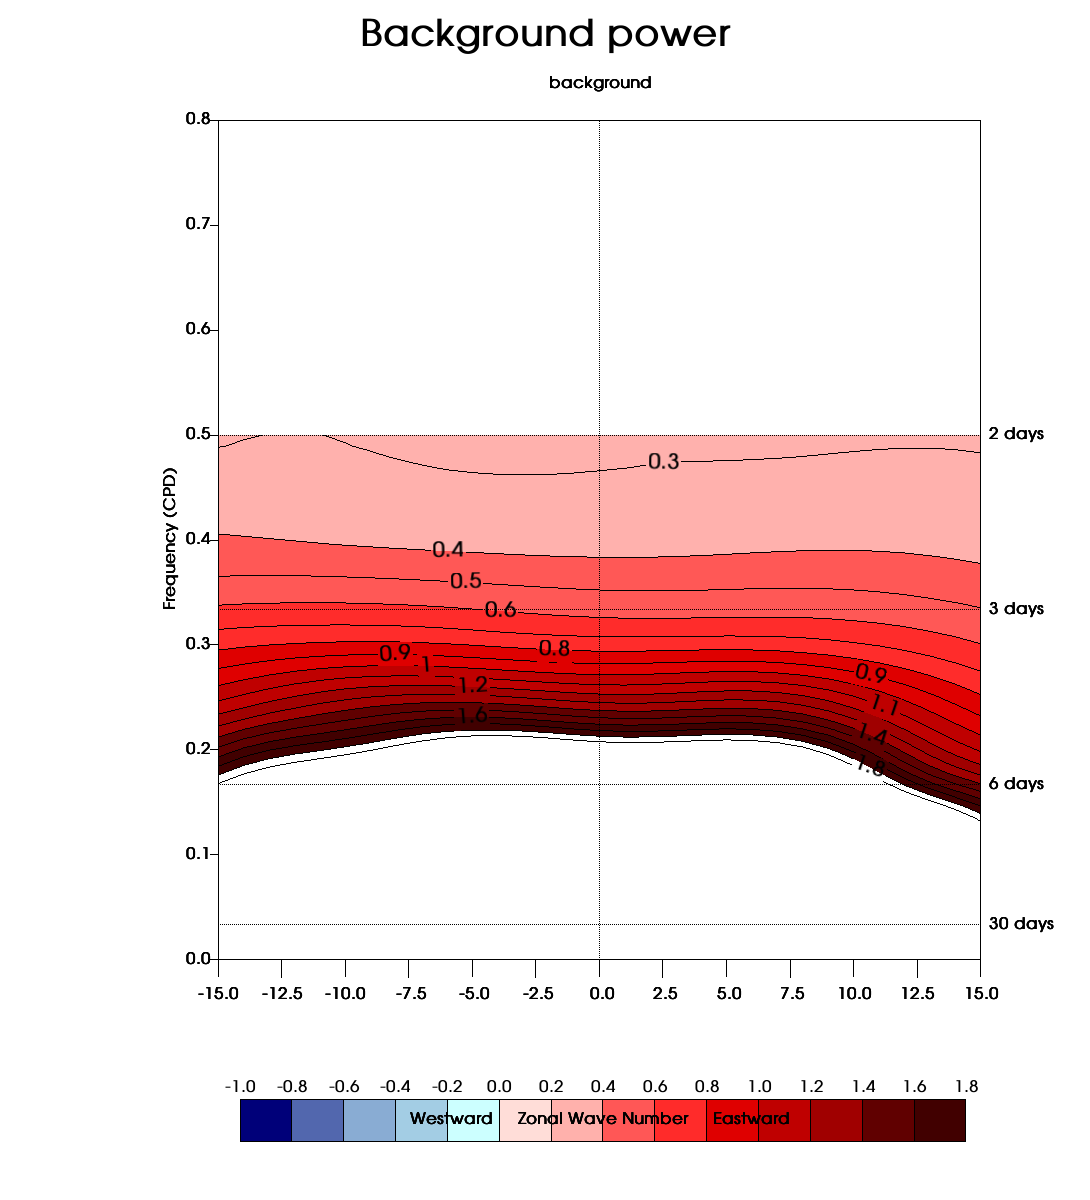 Background power
background
0.8
0.7
0.6
0.5
2 days
0.3
Frequency (CPD)
0.4
0.4
0.5
0.6
3 days
0.3
0.8
0.9
1
0.9
1.2
1.1
1.6
1.4
0.2
1.8
6 days
0.1
30 days
0.0
-15.0 -12.5 -10.0 -7.5 -5.0 -2.5 0.0 2.5 5.0 7.5 10.0 12.5 15.0
-1.0 -0.8 -0.6 -0.4 -0.2 0.0 0.2 0.4 0.6 0.8 1.0 1.2 1.4 1.6 1.8
Westward Zonal Wave Number Eastward